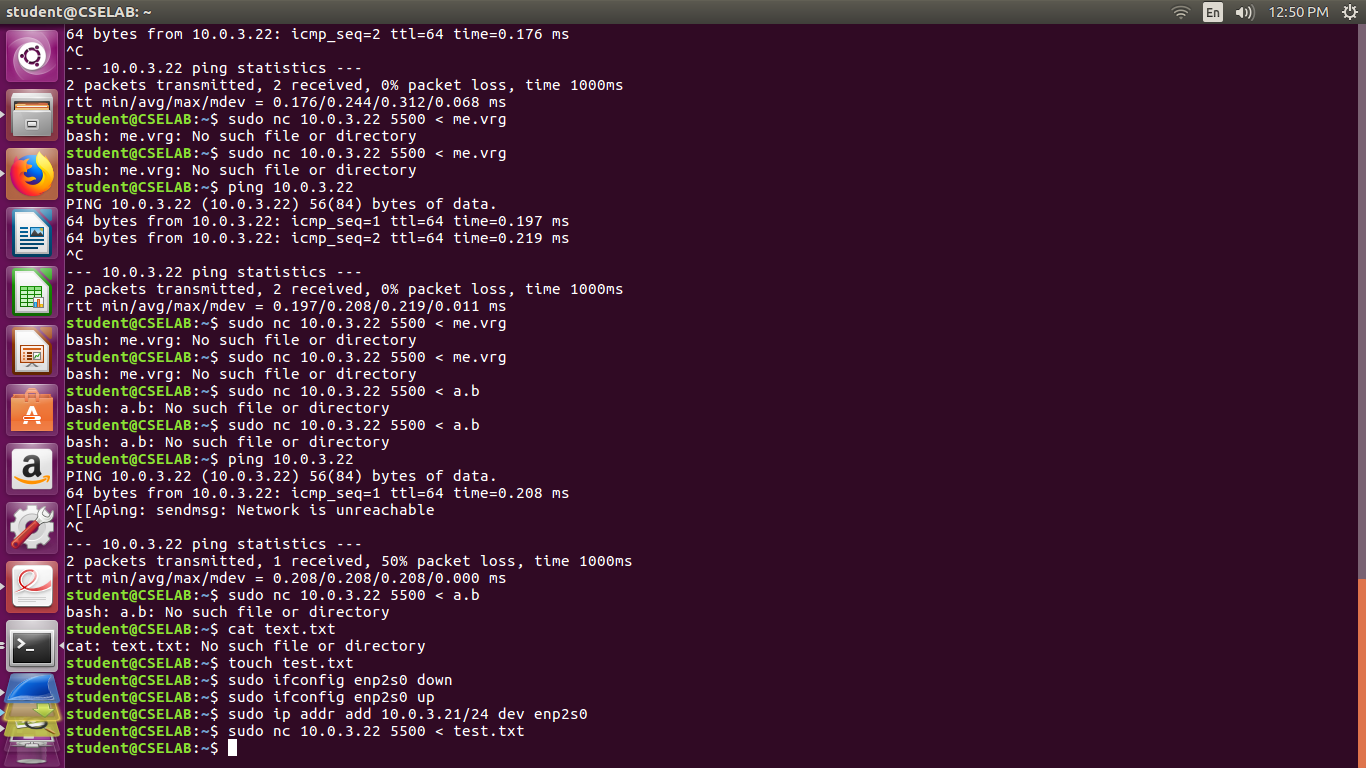 student@CSELAB: ~
En
12:50 PM
64 bytes from 10.0.3.22: icmp_seq=2 ttl=64 time=0.176 ms
^C
--- 10.0.3.22 ping statistics ---
2 packets transmitted, 2 received, 0% packet loss, time 1000ms
rtt min/avg/max/mdev = 0.176/0.244/0.312/0.068 ms
student@CSELAB:~$ sudo nc 10.0.3.22 5500 < me.vrg
bash: me.vrg: No such file or directory
student@CSELAB:~$ sudo nc 10.0.3.22 5500 < me.vrg
bash: me.vrg: No such file or directory
student@CSELAB:~$ ping 10.0.3.22
PING 10.0.3.22 (10.0.3.22) 56(84) bytes of data.
64 bytes from 10.0.3.22: icmp_seq=1 ttl=64 time=0.197 ms
64 bytes from 10.0.3.22: icmp_seq=2 ttl=64 time=0.219 ms
^C
--- 10.0.3.22 ping statistics ---
2 packets transmitted, 2 received, 0% packet loss, time 1000ms
rtt min/avg/max/mdev = 0.197/0.208/0.219/0.011 ms
student@CSELAB:~$ sudo nc 10.0.3.22 5500 < me.vrg
bash: me.vrg: No such file or directory
student@CSELAB:~$ sudo nc 10.0.3.22 5500 < me.vrg
bash: me.vrg: No such file or directory
student@CSELAB:~$ sudo nc 10.0.3.22 5500 < a.b
bash: a.b: No such file or directory
student@CSELAB:~$ sudo nc 10.0.3.22 5500 < a.b
bash: a.b: No such file or directory
student@CSELAB:~$ ping 10.0.3.22
PING 10.0.3.22 (10.0.3.22) 56(84) bytes of data.
64 bytes from 10.0.3.22: icmp_seq=1 ttl=64 time=0.208 ms
^[[Aping: sendmsg: Network is unreachable
^C
--- 10.0.3.22 ping statistics ---
2 packets transmitted, 1 received, 50% packet loss, time 1000ms
rtt min/avg/max/mdev = 0.208/0.208/0.208/0.000 ms
student@CSELAB:~$ sudo nc 10.0.3.22 5500 < a.b
bash: a.b: No such file or directory
student@CSELAB:~$ cat text.txt
cat: text.txt: No such file or directory
student@CSELAB:~$ touch test.txt
student@CSELAB:~$ sudo ifconfig enp2s0 down
student@CSELAB:~$ sudo ifconfig enp2s0 up
student@CSELAB:~$ sudo ip addr add 10.0.3.21/24 dev enp2s0
student@CSELAB:~$ sudo nc 10.0.3.22 5500 < test.txt
student@CSELAB:~$